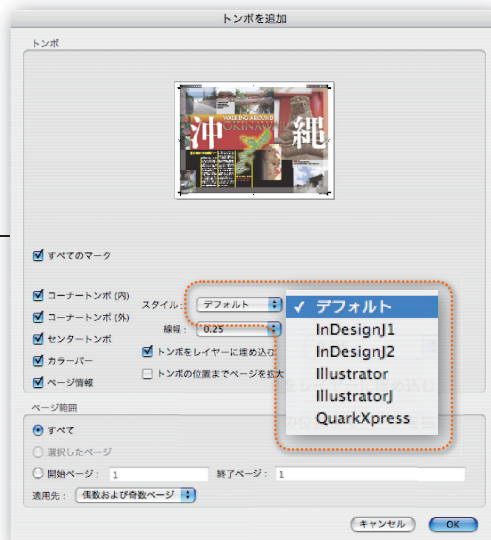 トンボを追加
トンボ
WALKING AROUND
OKINAWA
沖 縄
すべてのマーク
コーナートンボ (内)
コーナートンボ (外)
センタートンボ
カラーバー
ページ情報
スタイル： デフォルト
線幅： 0.25
トンボをレイヤーに埋め込む
トンボの位置までページを拡大
✓ デフォルト
InDesignJ1
InDesignJ2
Illustrator
IllustratorJ
QuarkXpress
ページ範囲
すべて
選択したページ
開始ページ： 1 終了ページ： 1
適用先： 偶数および奇数ページ
キャンセル OK